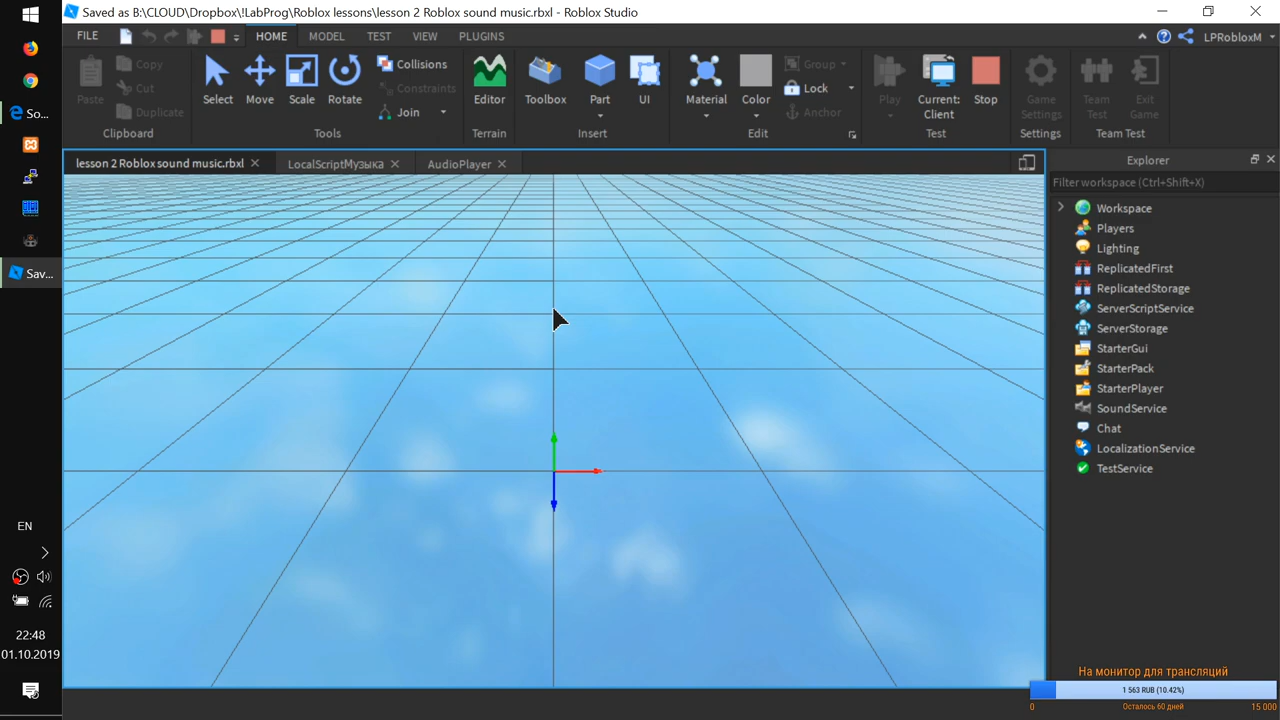 Saved as B:\CLOUD\Dropbox\!LabProg\Roblox lessons\lesson 2 Roblox sound music.rbxl - Roblox Studio
FILE HOME MODEL TEST VIEW PLUGINS LPRobloxM
Paste Copy Cut Duplicate
Clipboard
Select Move Scale Rotate Collisions Constraints Join
Tools
Editor
Terrain
Toolbox Part UI
Insert
Material Color Group Lock Anchor
Edit
Play Current: Client Stop
Test
Game Settings
Settings
Team Test Exit Game
Team Test
lesson 2 Roblox sound music.rbxl LocalScriptМузыка AudioPlayer
Explorer
Filter workspace (Ctrl+Shift+X)
Workspace
Players
Lighting
ReplicatedFirst
ReplicatedStorage
ServerScriptService
ServerStorage
StarterGui
StarterPack
StarterPlayer
SoundService
Chat
LocalizationService
TestService
So...
Sav...
EN
22:48
01.10.2019
На монитор для трансляций
1 563 RUB (10.42%)
0 Осталось 60 дней 15 000